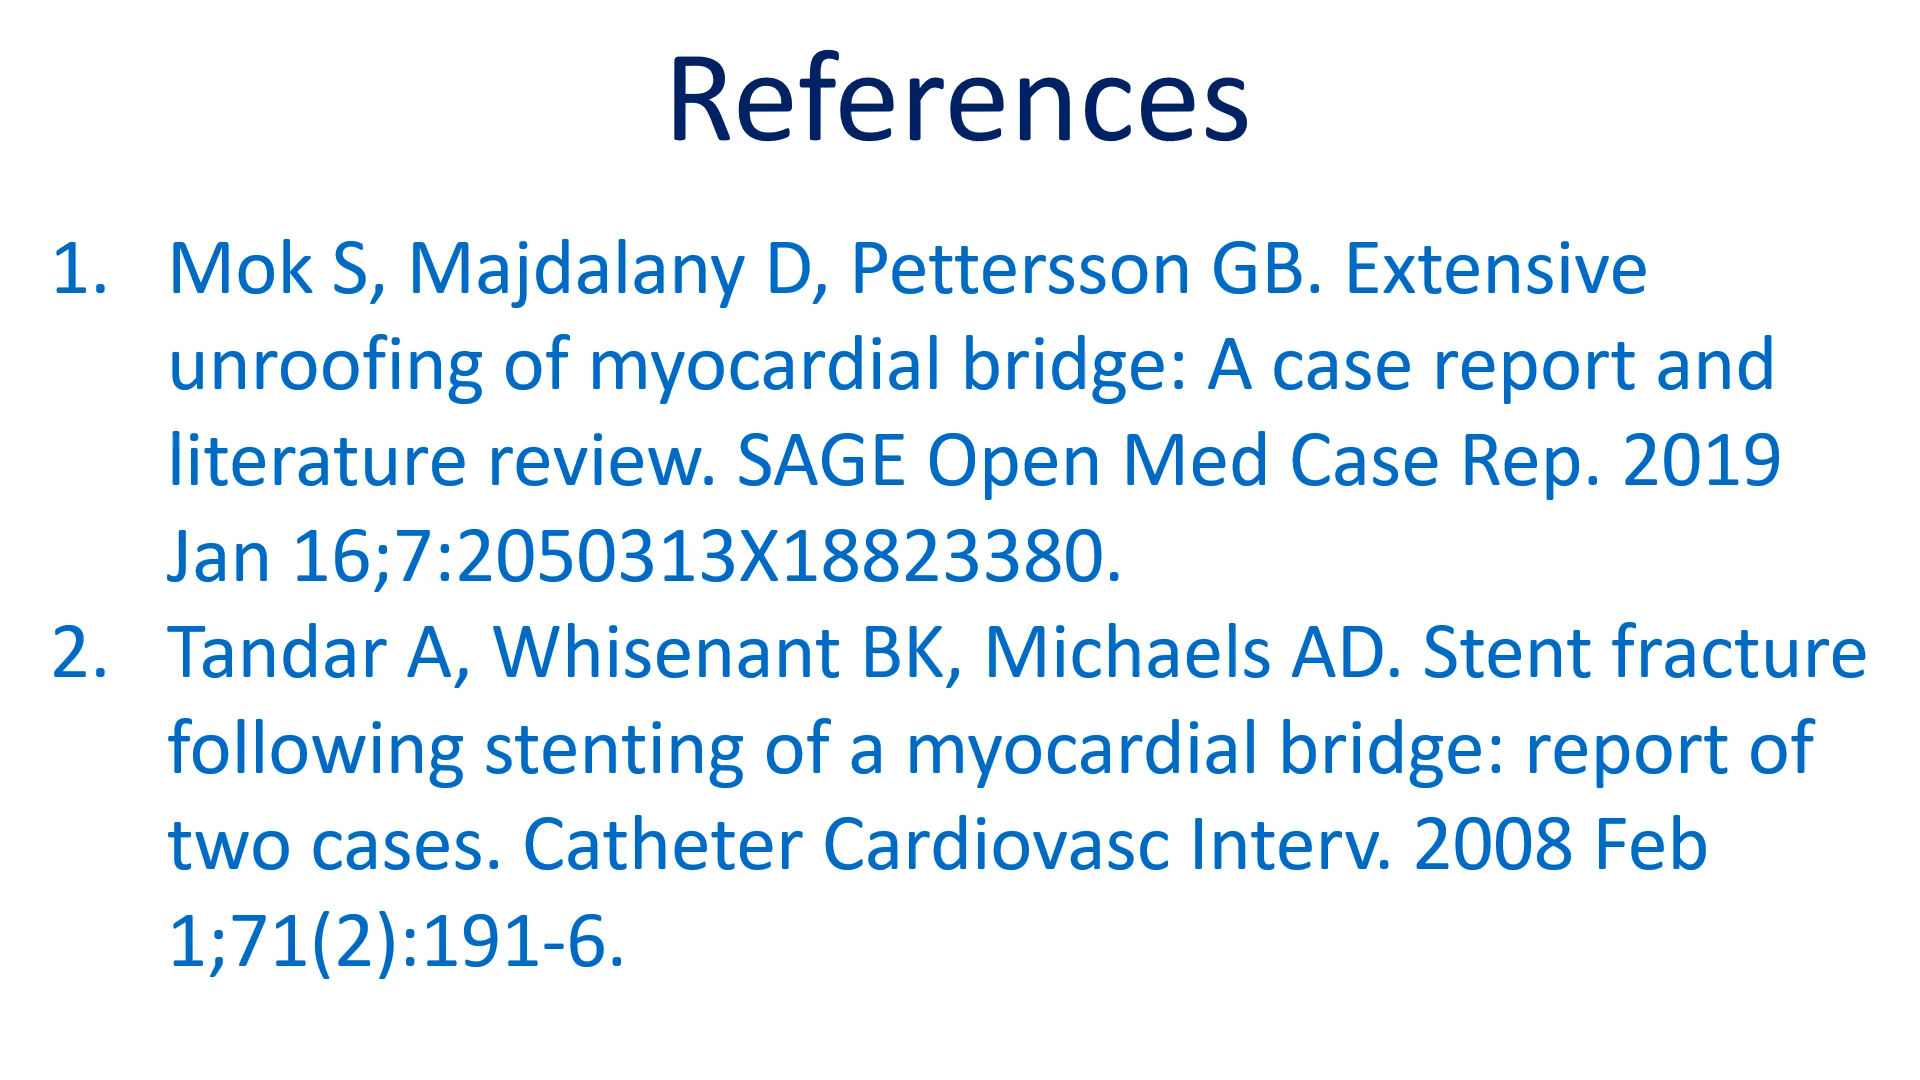 References
1. Mok S, Majdalany D, Pettersson GB. Extensive
unroofing of myocardial bridge: A case report and
literature review. SAGE Open Med Case Rep. 2019
Jan 16;7:2050313X18823380.
2. Tandar A, Whisenant BK, Michaels AD. Stent fracture
following stenting of a myocardial bridge: report of
two cases. Catheter Cardiovasc Interv. 2008 Feb
1;71(2):191-6.